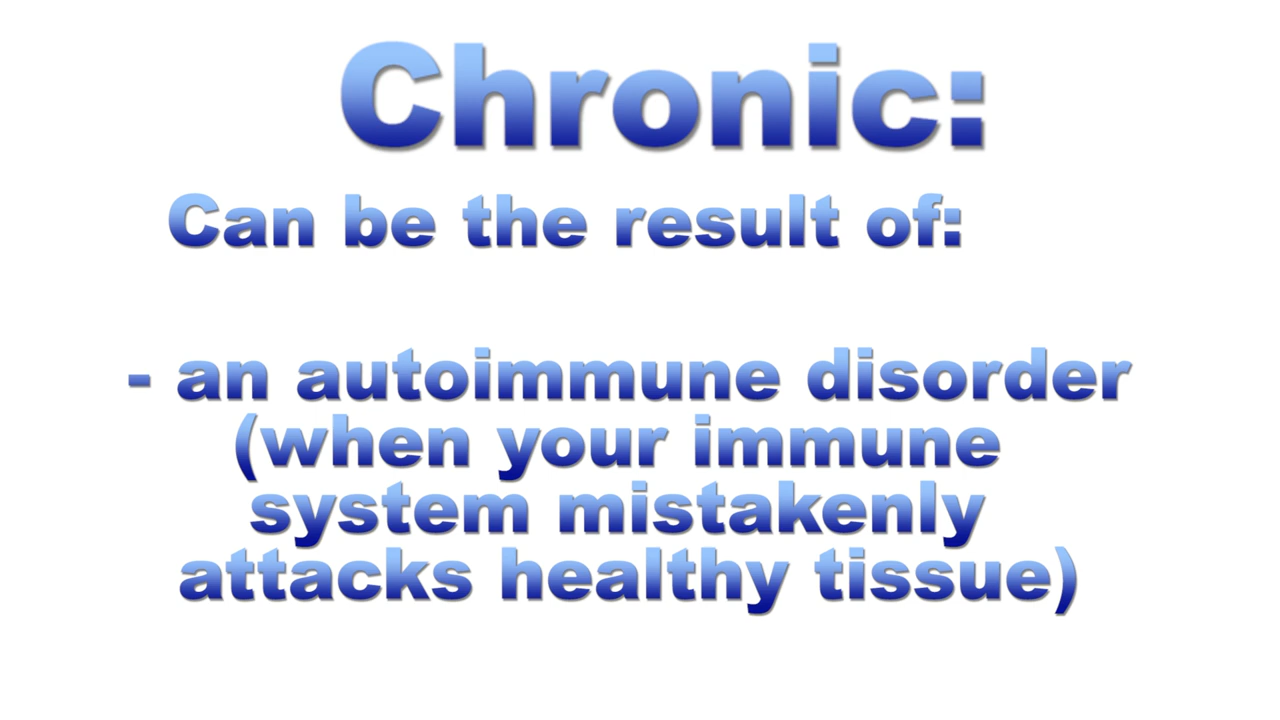 Chronic:
Can be the result of:
- an autoimmune disorder
(when your immune
system mistakenly
attacks healthy tissue)